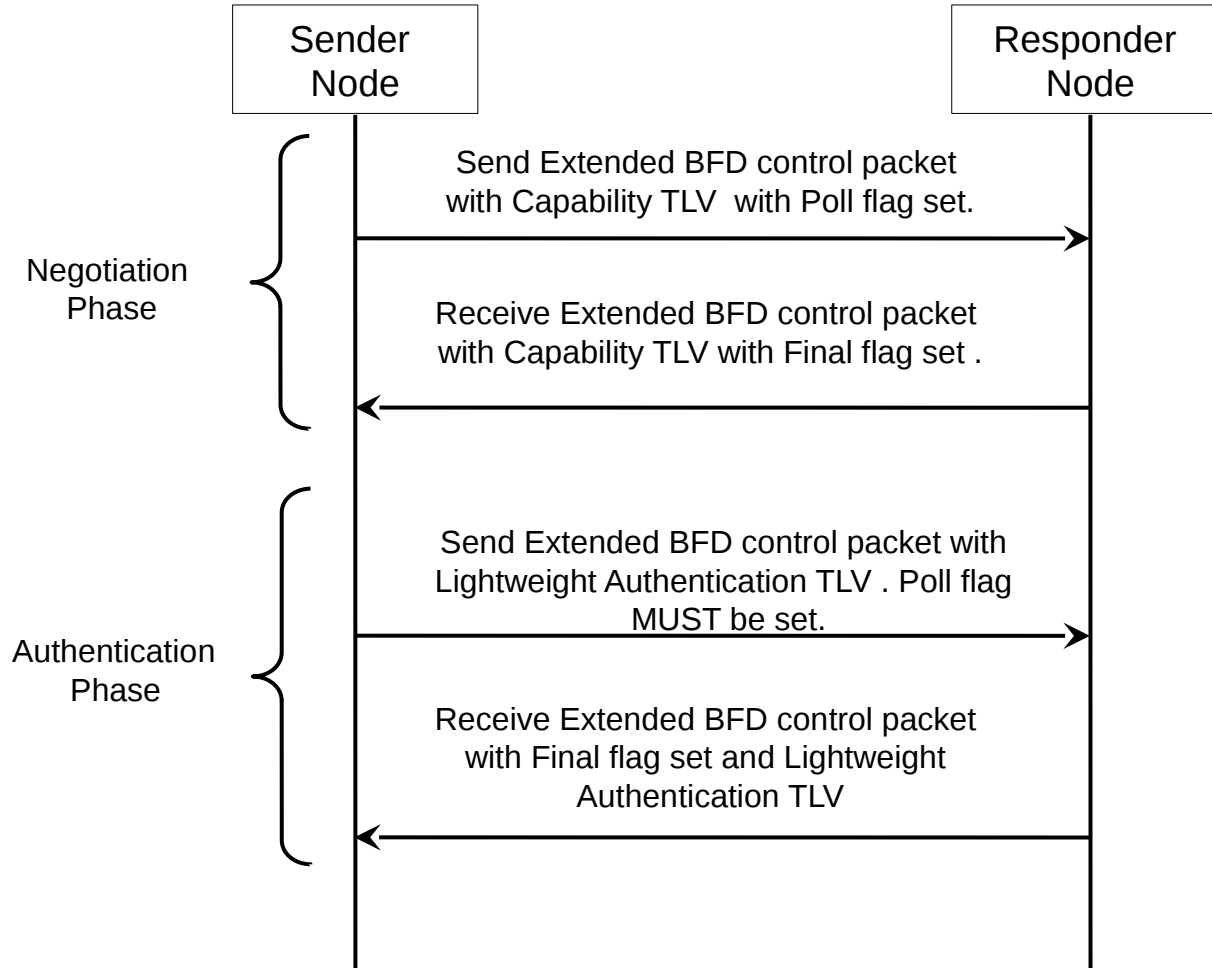 Sender
Node
Responder
Node
Send Extended BFD control packet
with Capability TLV  with Poll flag set.
Negotiation
Phase
Receive Extended BFD control packet
with Capability TLV with Final flag set .
Send Extended BFD control packet with
Lightweight Authentication TLV . Poll flag
MUST be set.
Authentication
Phase
Receive Extended BFD control packet
with Final flag set and Lightweight
Authentication TLV